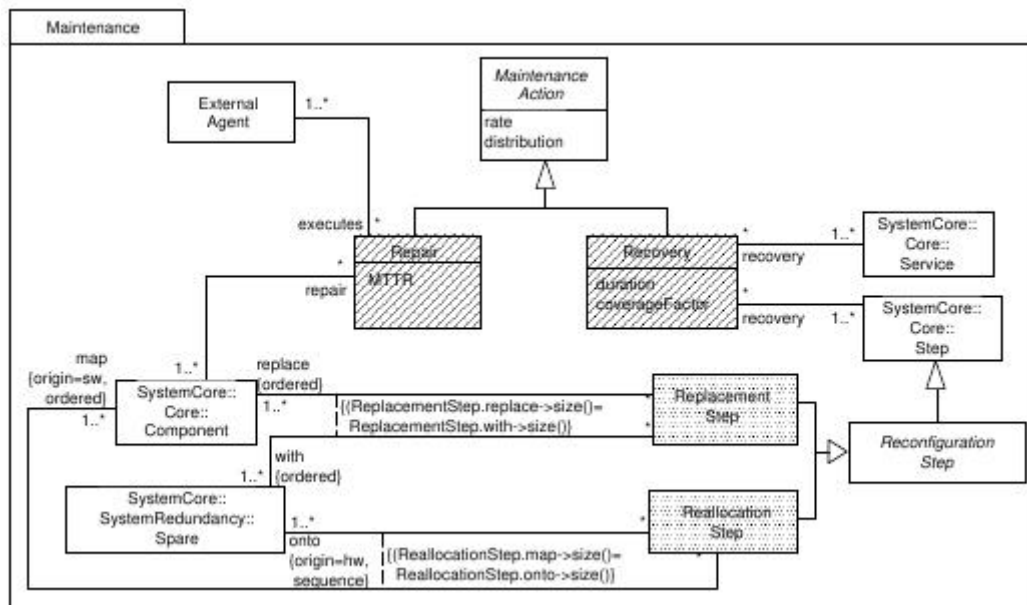 Maintenance
Maintenance
Action
rate
distribution
External
Agent
1..*
executes
*
Repair
MTTR
*
repair
Recovery
duration
coverageFactor
*
recovery
1..*
SystemCore::
Core::
Service
*
recovery
1..*
SystemCore::
Core::
Step
map
{origin=sw,
ordered}
1..*
1..*
SystemCore::
Core::
Component
replace
{ordered}
1..*
{(ReplacementStep.replace->size()=
ReplacementStep.with->size()}
*
*
Replacement
Step
Reconfiguration
Step
with
{ordered}
1..*
SystemCore::
SystemRedundancy::
Spare
1..*
onto
{origin=hw,
sequence}
{(ReallocationStep.map->size()=
ReallocationStep.onto->size()}
*
*
Reallocation
Step